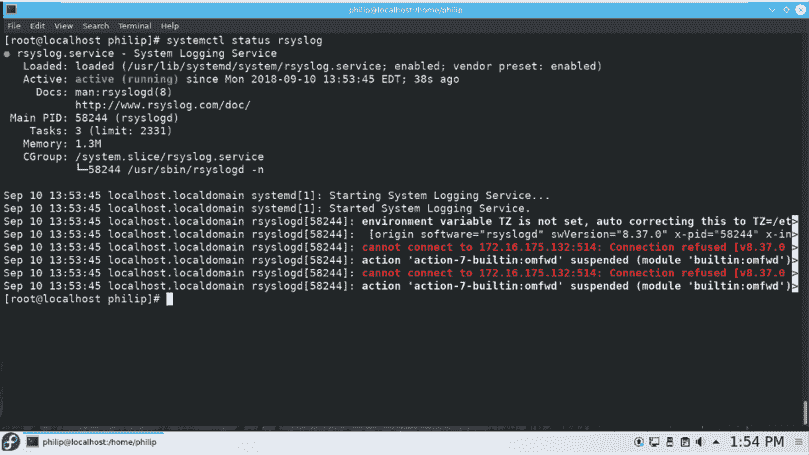 philip@localhost:/home/philip
File Edit View Search Terminal Help
[root@localhost philip]# systemctl status rsyslog
● rsyslog.service - System Logging Service
Loaded: loaded (/usr/lib/systemd/system/rsyslog.service; enabled; vendor preset: enabled)
Active: active (running) since Mon 2018-09-10 13:53:45 EDT; 38s ago
Docs: man:rsyslogd(8)
http://www.rsyslog.com/doc/
Main PID: 58244 (rsyslogd)
Tasks: 3 (limit: 2331)
Memory: 1.3M
CGroup: /system.slice/rsyslog.service
└─58244 /usr/sbin/rsyslogd -n
Sep 10 13:53:45 localhost.localdomain systemd[1]: Starting System Logging Service...
Sep 10 13:53:45 localhost.localdomain systemd[1]: Started System Logging Service.
Sep 10 13:53:45 localhost.localdomain rsyslogd[58244]: environment variable TZ is not set, auto correcting this to TZ=/et>
Sep 10 13:53:45 localhost.localdomain rsyslogd[58244]:  [origin software="rsyslogd" swVersion="8.37.0" x-pid="58244" x-in>
Sep 10 13:53:45 localhost.localdomain rsyslogd[58244]: cannot connect to 172.16.175.132:514: Connection refused [v8.37.0 >
Sep 10 13:53:45 localhost.localdomain rsyslogd[58244]: action 'action-7-builtin:omfwd' suspended (module 'builtin:omfwd')>
Sep 10 13:53:45 localhost.localdomain rsyslogd[58244]: cannot connect to 172.16.175.132:514: Connection refused [v8.37.0 >
Sep 10 13:53:45 localhost.localdomain rsyslogd[58244]: action 'action-7-builtin:omfwd' suspended (module 'builtin:omfwd')>
[root@localhost philip]#
philip@localhost:/home/philip
1:54 PM